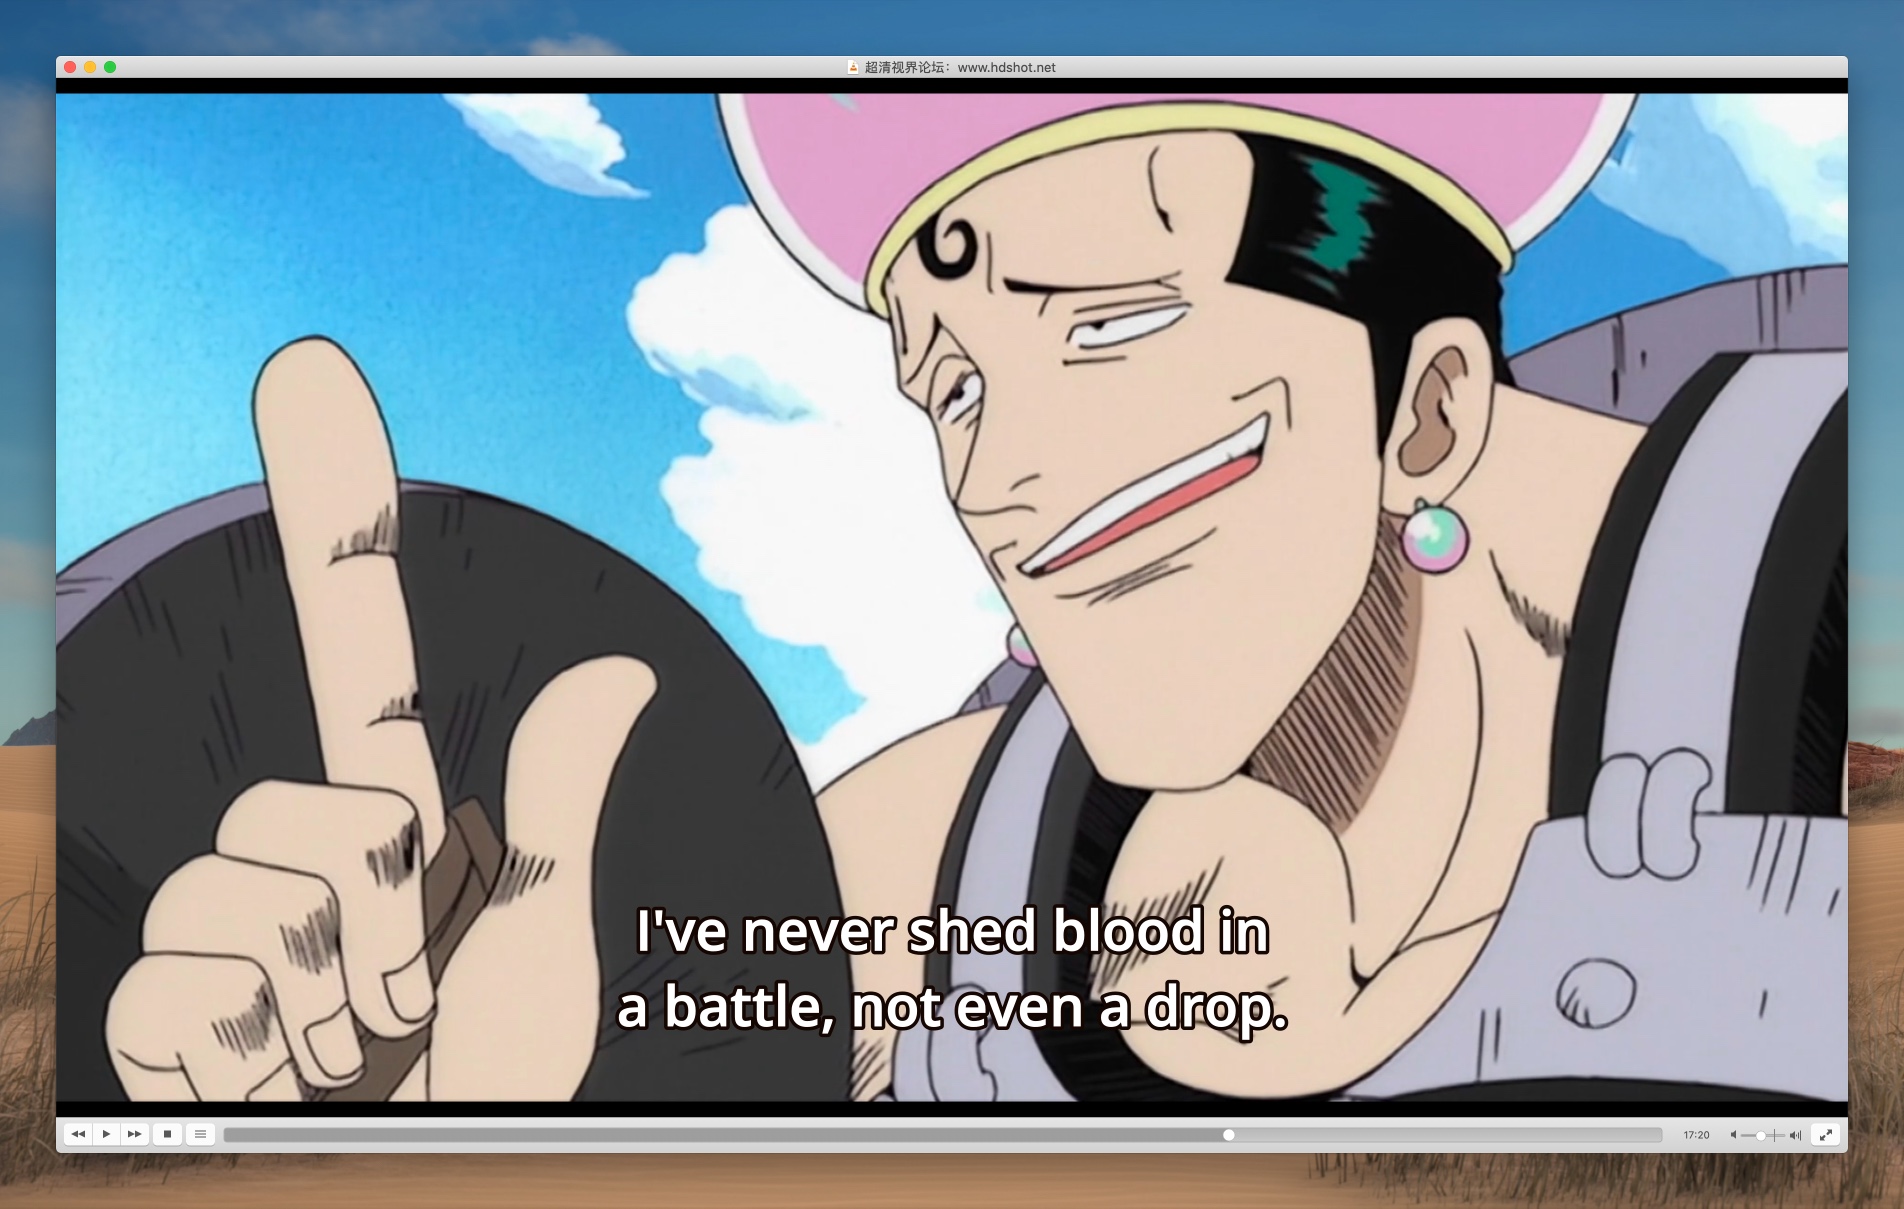 超清视界论坛：www.hdshot.net
I've never shed blood in
a battle, not even a drop.
17:20